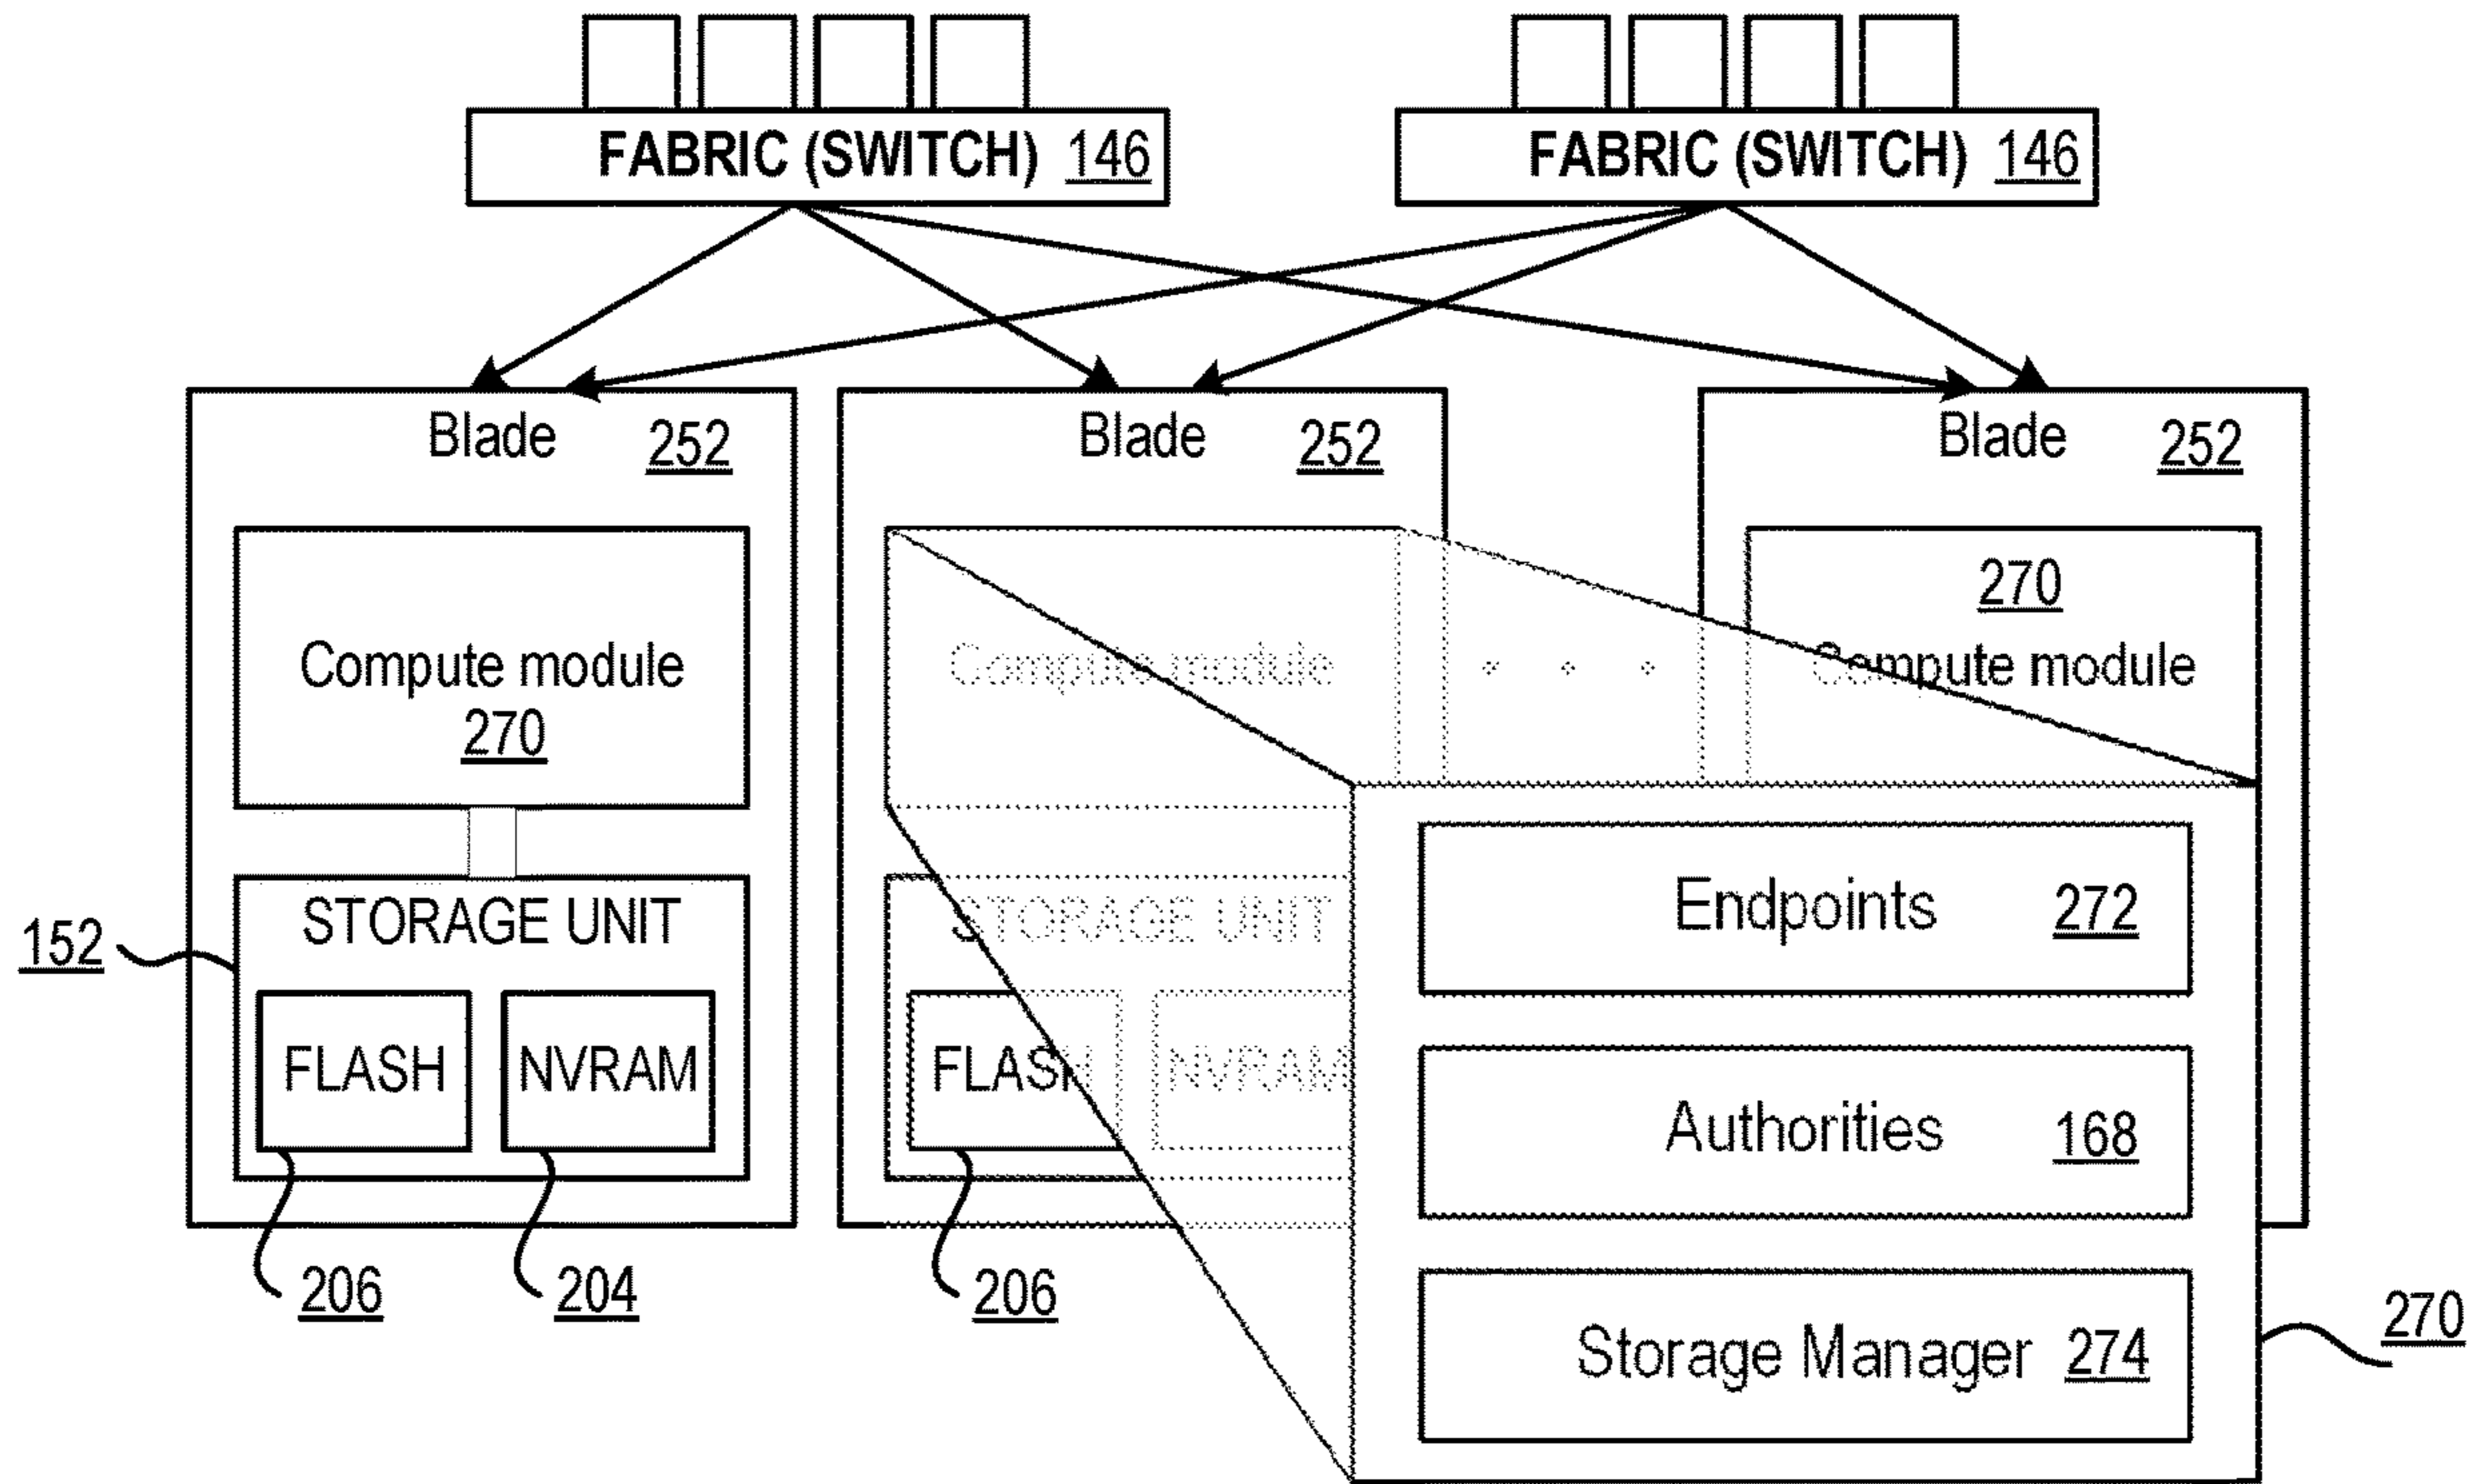 FABRIC (SWITCH) 146
FABRIC (SWITCH) 146
Blade 252
Blade 252
Blade 252
Compute module
270
Compute module
270
Compute module
152
STORAGE UNIT
FLASH
NVRAM
206
204
STORAGE UNIT
FLASH
NVRAM
206
Endpoints 272
Authorities 168
Storage Manager 274
270